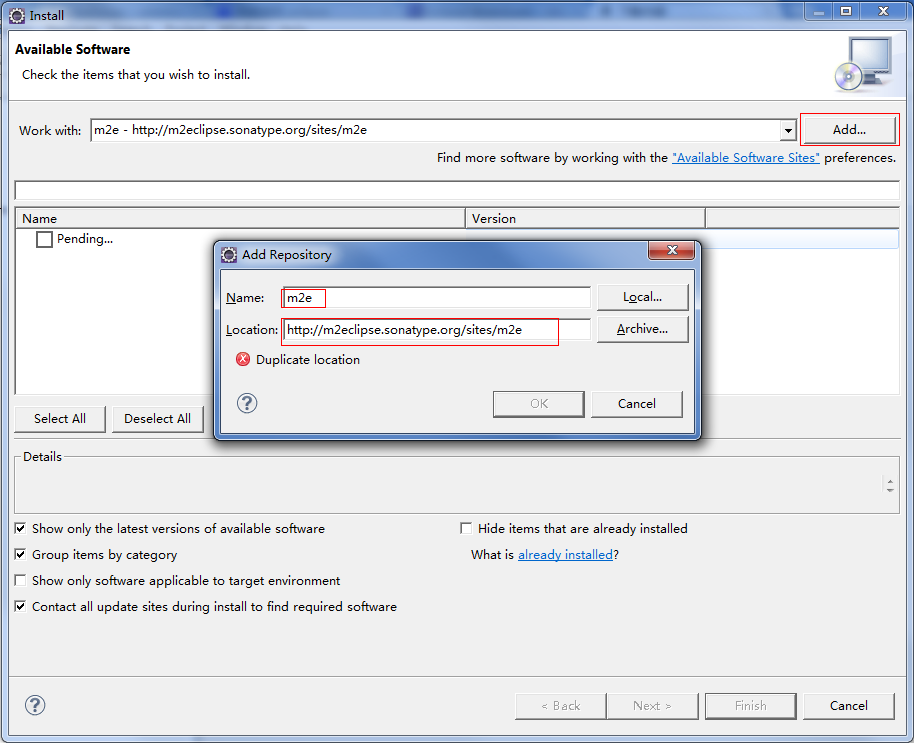 Install
Available Software
Check the items that you wish to install.
Work with: m2e - http://m2eclipse.sonatype.org/sites/m2e Add...
Find more software by working with the "Available Software Sites" preferences.
Name Version
Pending...
Add Repository
Name: m2e Local...
Location: http://m2eclipse.sonatype.org/sites/m2e Archive...
Duplicate location
OK Cancel
Select All Deselect All
Details
Show only the latest versions of available software Hide items that are already installed
Group items by category What is already installed?
Show only software applicable to target environment
Contact all update sites during install to find required software
< Back Next > Finish Cancel